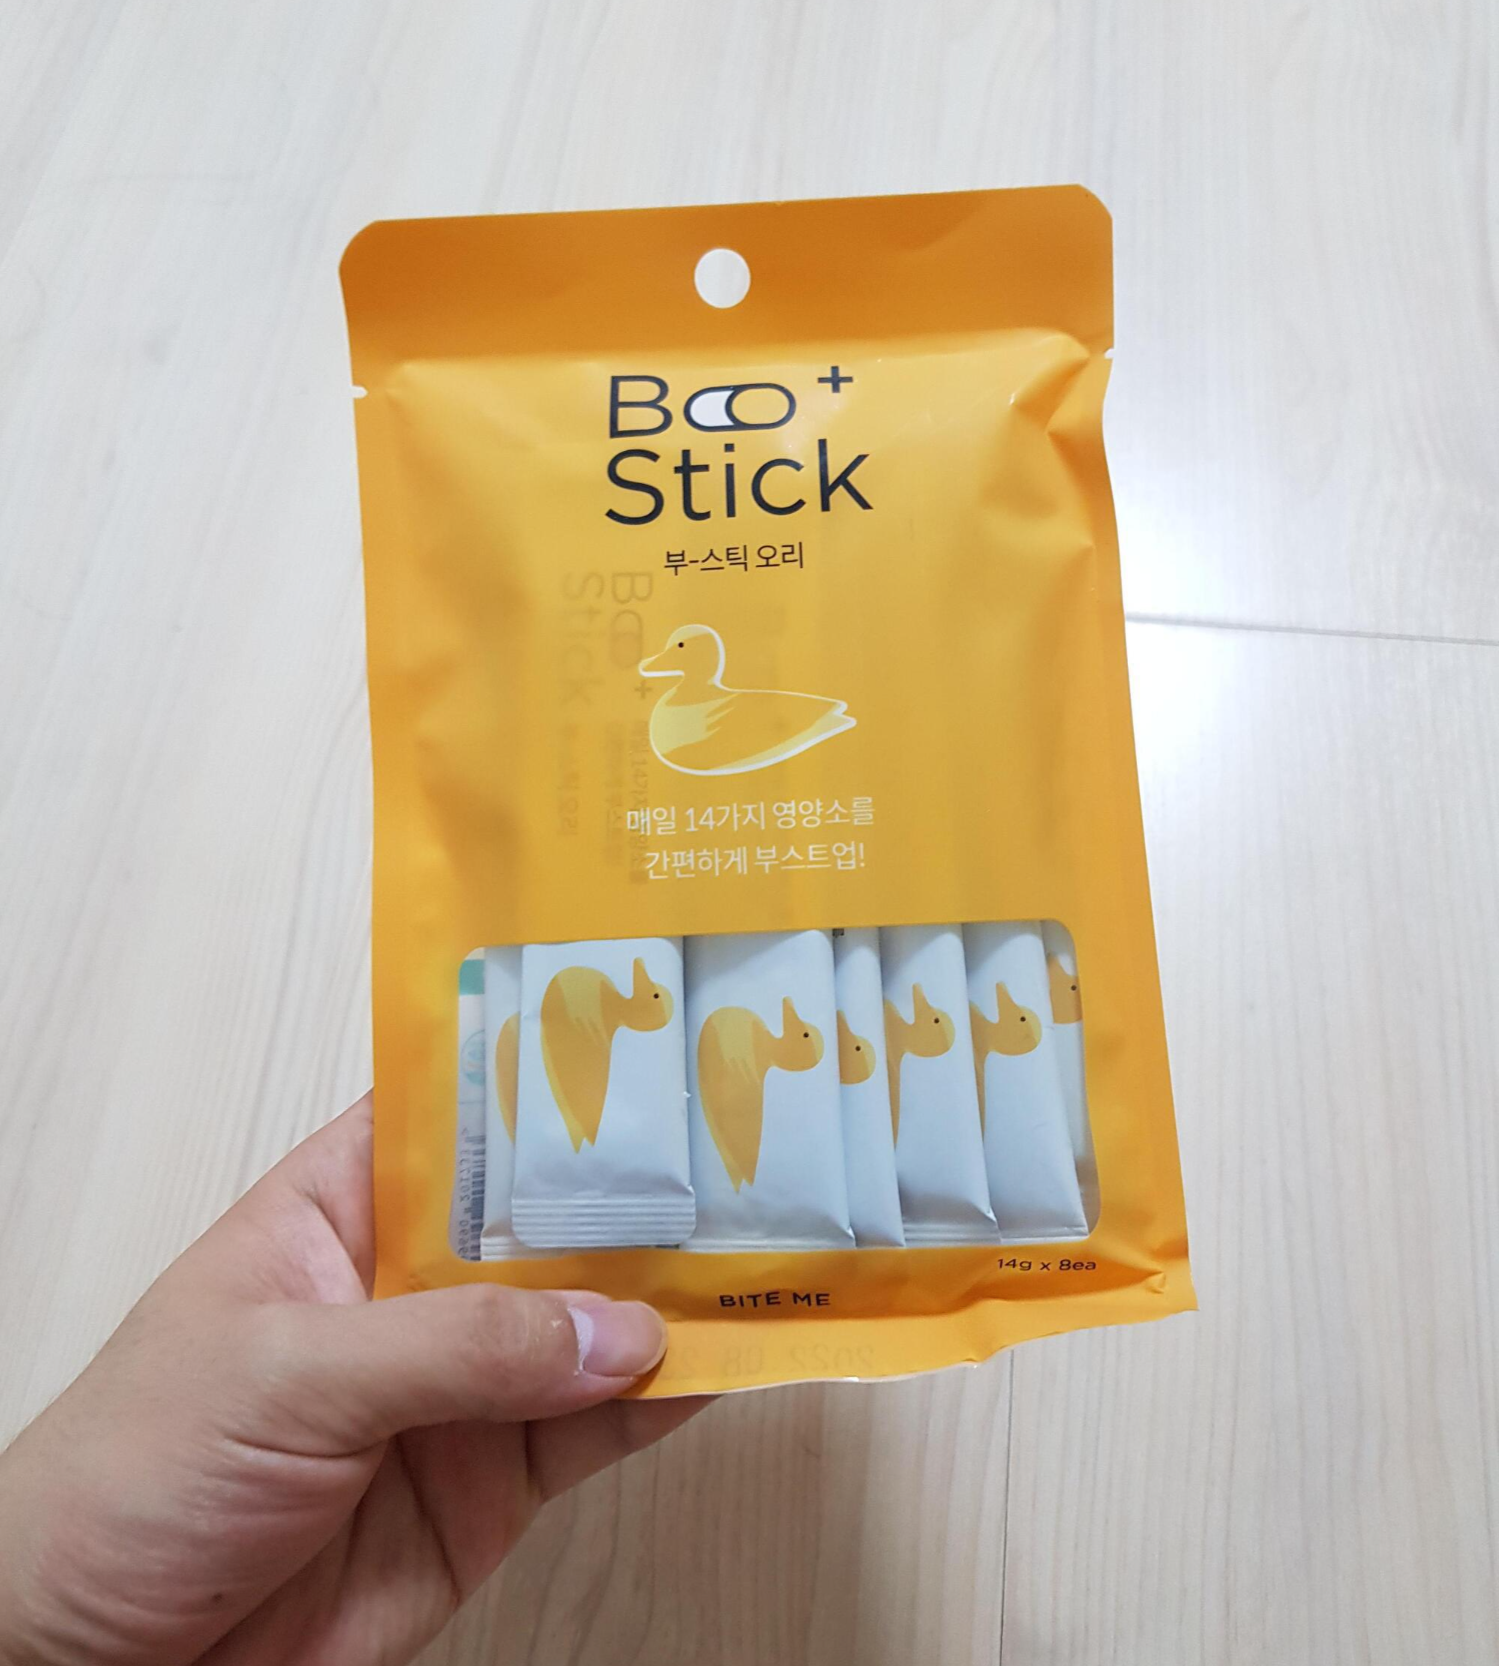 Boo+
Stick
부-스틱 오리
매일 14가지 영양소를
간편하게 부스트업!
14g x 8ea
BITE ME